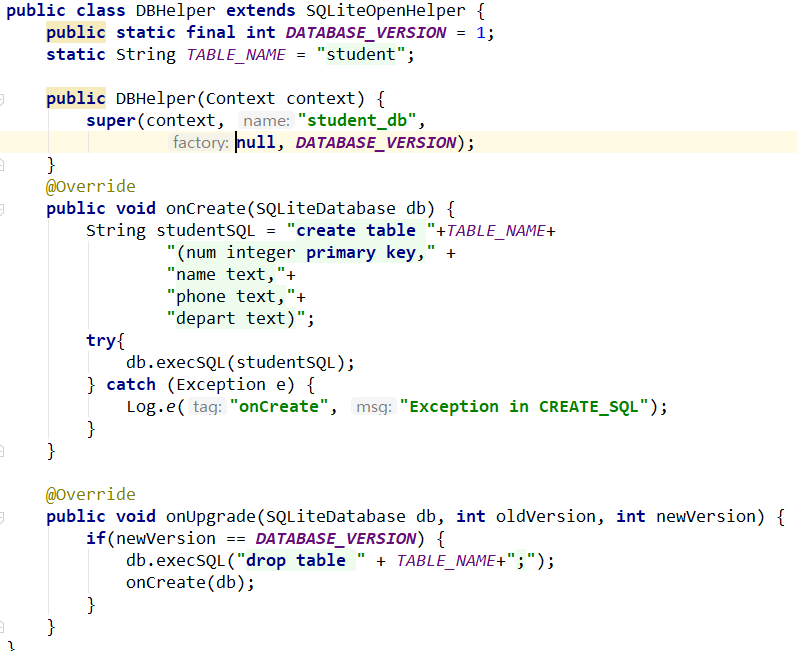 public class DBHelper extends SQLiteOpenHelper {
    public static final int DATABASE_VERSION = 1;
    static String TABLE_NAME = "student";

    public DBHelper(Context context) {
        super(context, name: "student_db",
                factory: null, DATABASE_VERSION);
    }
    @Override
    public void onCreate(SQLiteDatabase db) {
        String studentSQL = "create table "+TABLE_NAME+
                "(num integer primary key," +
                "name text,"+
                "phone text,"+
                "depart text)";
        try{
            db.execSQL(studentSQL);
        } catch (Exception e) {
            Log.e( tag: "onCreate", msg: "Exception in CREATE_SQL");
        }
    }

    @Override
    public void onUpgrade(SQLiteDatabase db, int oldVersion, int newVersion) {
        if(newVersion == DATABASE_VERSION) {
            db.execSQL("drop table " + TABLE_NAME+";");
            onCreate(db);
        }
    }
}